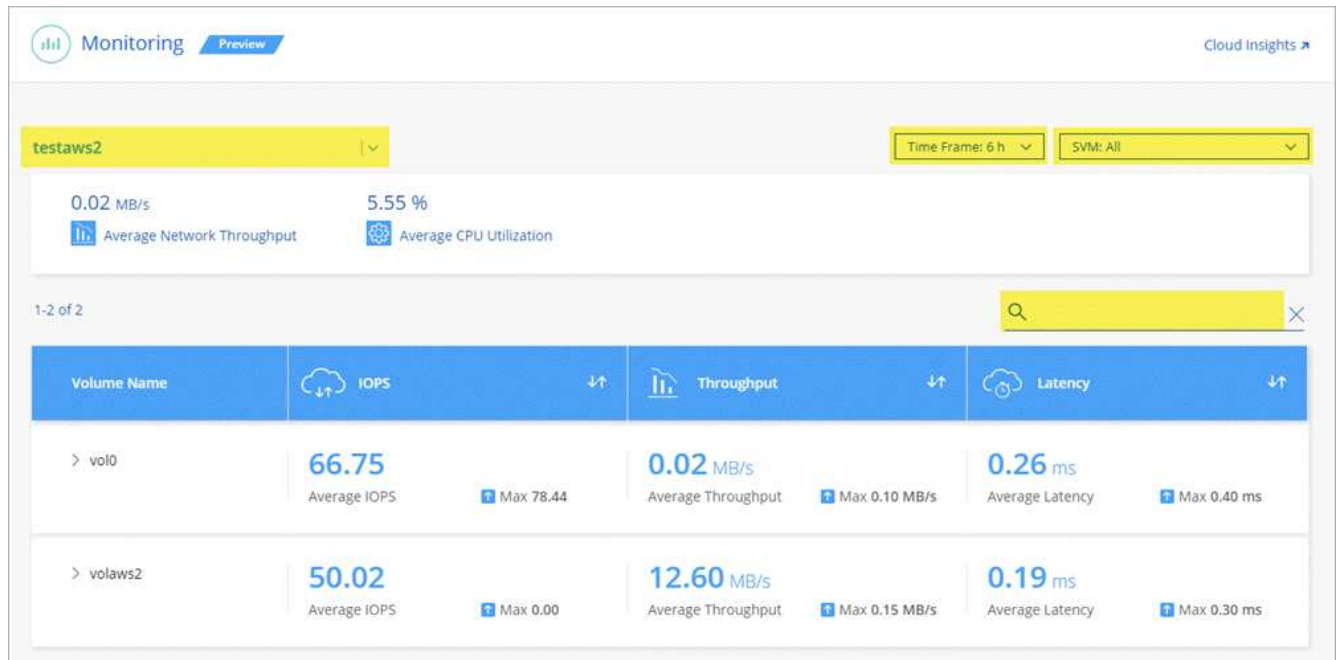 Monitoring Preview Cloud Insights
testaws2 Time Frame: 6 h SVM: All
0.02 MB/s 5.55 %
Average Network Throughput Average CPU Utilization
1-2 of 2
Volume Name IOPS Throughput Latency
vol0 66.75 0.02 MB/s 0.26 ms
Average IOPS Max 78.44 Average Throughput Max 0.10 MB/s Average Latency Max 0.40 ms
volaws2 50.02 12.60 MB/s 0.19 ms
Average IOPS Max 0.00 Average Throughput Max 0.15 MB/s Average Latency Max 0.30 ms